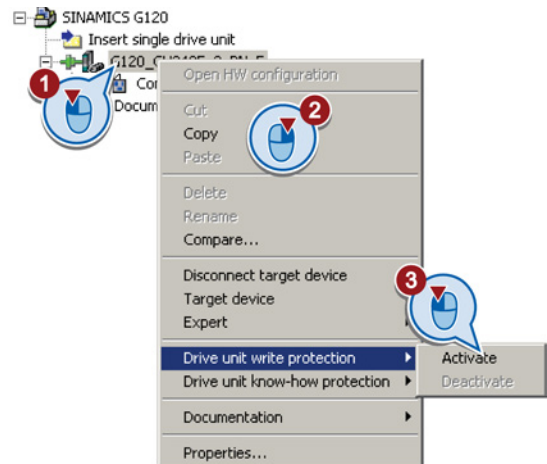 SINAMICS G120
Insert single drive unit
G120_CU240E_2_PN_F
1
Co
Docum
Open HW configuration
Cut
2
Copy
Paste
Delete
Rename
Compare...
Disconnect target device
Target device
3
Expert
Drive unit write protection
Activate
Drive unit know-how protection
Deactivate
Documentation
Properties...